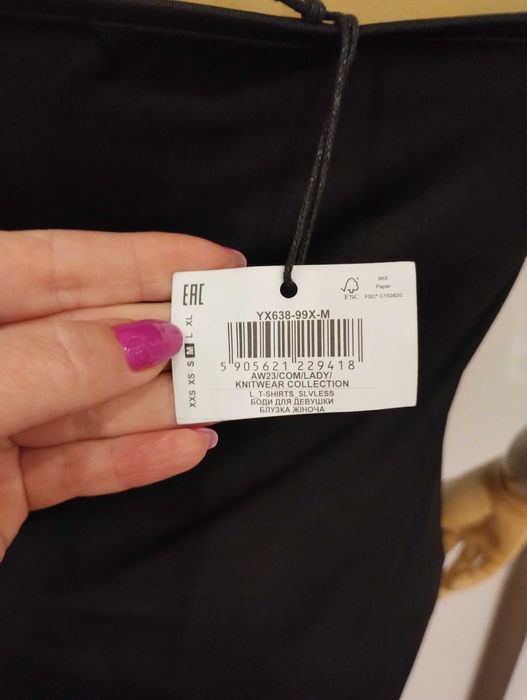 EAC
MIX
Paper
FSC
FSC® C153620
YX638-99X-M
5 905621 229418
AW23/COM/LADY/
KNITWEAR COLLECTION
L_T-SHIRTS_SLVLESS
БОДИ ДЛЯ ДЕВУШКИ
БЛУЗКА ЖІНОЧА
XXS XS S M L XL